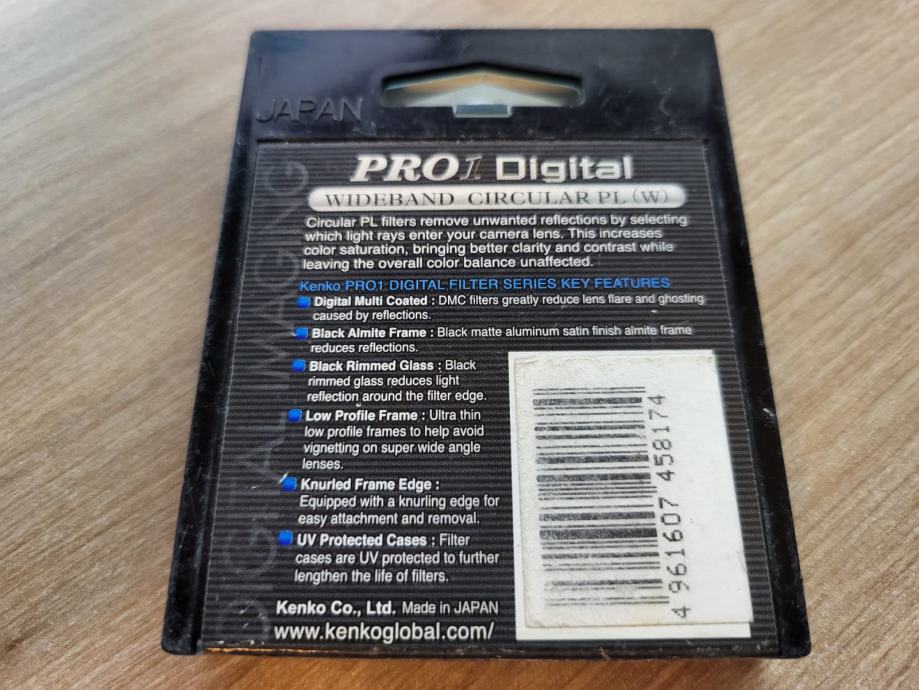 JAPAN
DIGITAL IMAGING
PRO1 Digital
WIDEBAND CIRCULAR PL (W)
Circular PL filters remove unwanted reflections by selecting
which light rays enter your camera lens. This increases
color saturation, bringing better clarity and contrast while
leaving the overall color balance unaffected.
Kenko PRO1 DIGITAL FILTER SERIES KEY FEATURES
Digital Multi Coated : DMC filters greatly reduce lens flare and ghosting
caused by reflections.
Black Almite Frame : Black matte aluminum satin finish almite frame
reduces reflections.
Black Rimmed Glass : Black
rimmed glass reduces light
reflection around the filter edge.
Low Profile Frame : Ultra thin
low profile frames to help avoid
vignetting on super wide angle
lenses.
Knurled Frame Edge :
Equipped with a knurling edge for
easy attachment and removal.
UV Protected Cases : Filter
cases are UV protected to further
lengthen the life of filters.
Kenko Co., Ltd. Made in JAPAN
www.kenkoglobal.com/
4 961607 458174